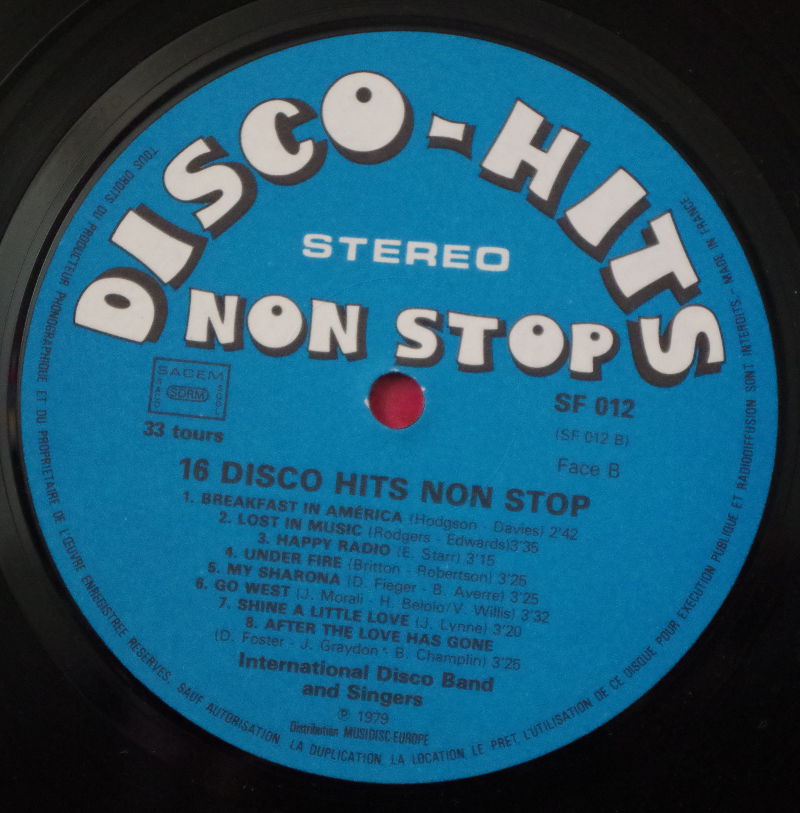 DISCO-HITS
STEREO
NON STOP
SACEM
SACD SDRM SGDL
33 tours
SF 012
(SF 012 B)
Face B
16 DISCO HITS NON STOP
1. BREAKFAST IN AMÉRICA (Hodgson - Davies) 2'42
2. LOST IN MUSIC (Rodgers - Edwards) 3'35
3. HAPPY RADIO (E. Starr) 3'15
4. UNDER FIRE (Britton - Robertson) 3'25
5. MY SHARONA (D. Fieger - B. Averre) 3'25
6. GO WEST (J. Morali - H. Belolo/V. Willis) 3'32
7. SHINE A LITTLE LOVE (J. Lynne) 3'20
8. AFTER THE LOVE HAS GONE
(D. Foster - J. Graydon - B. Champlin) 3'25
International Disco Band
and Singers
℗ 1979
Distribution MUSIDISC-EUROPE
TOUS DROITS DU PRODUCTEUR PHONOGRAPHIQUE ET DU PROPRIETAIRE DE L'ŒUVRE ENREGISTREE RESERVES. SAUF AUTORISATION, LA DUPLICATION, LA LOCATION, LE PRET, L'UTILISATION DE CE DISQUE POUR EXECUTION PUBLIQUE ET RADIODIFFUSION SONT INTERDITS. - MADE IN FRANCE